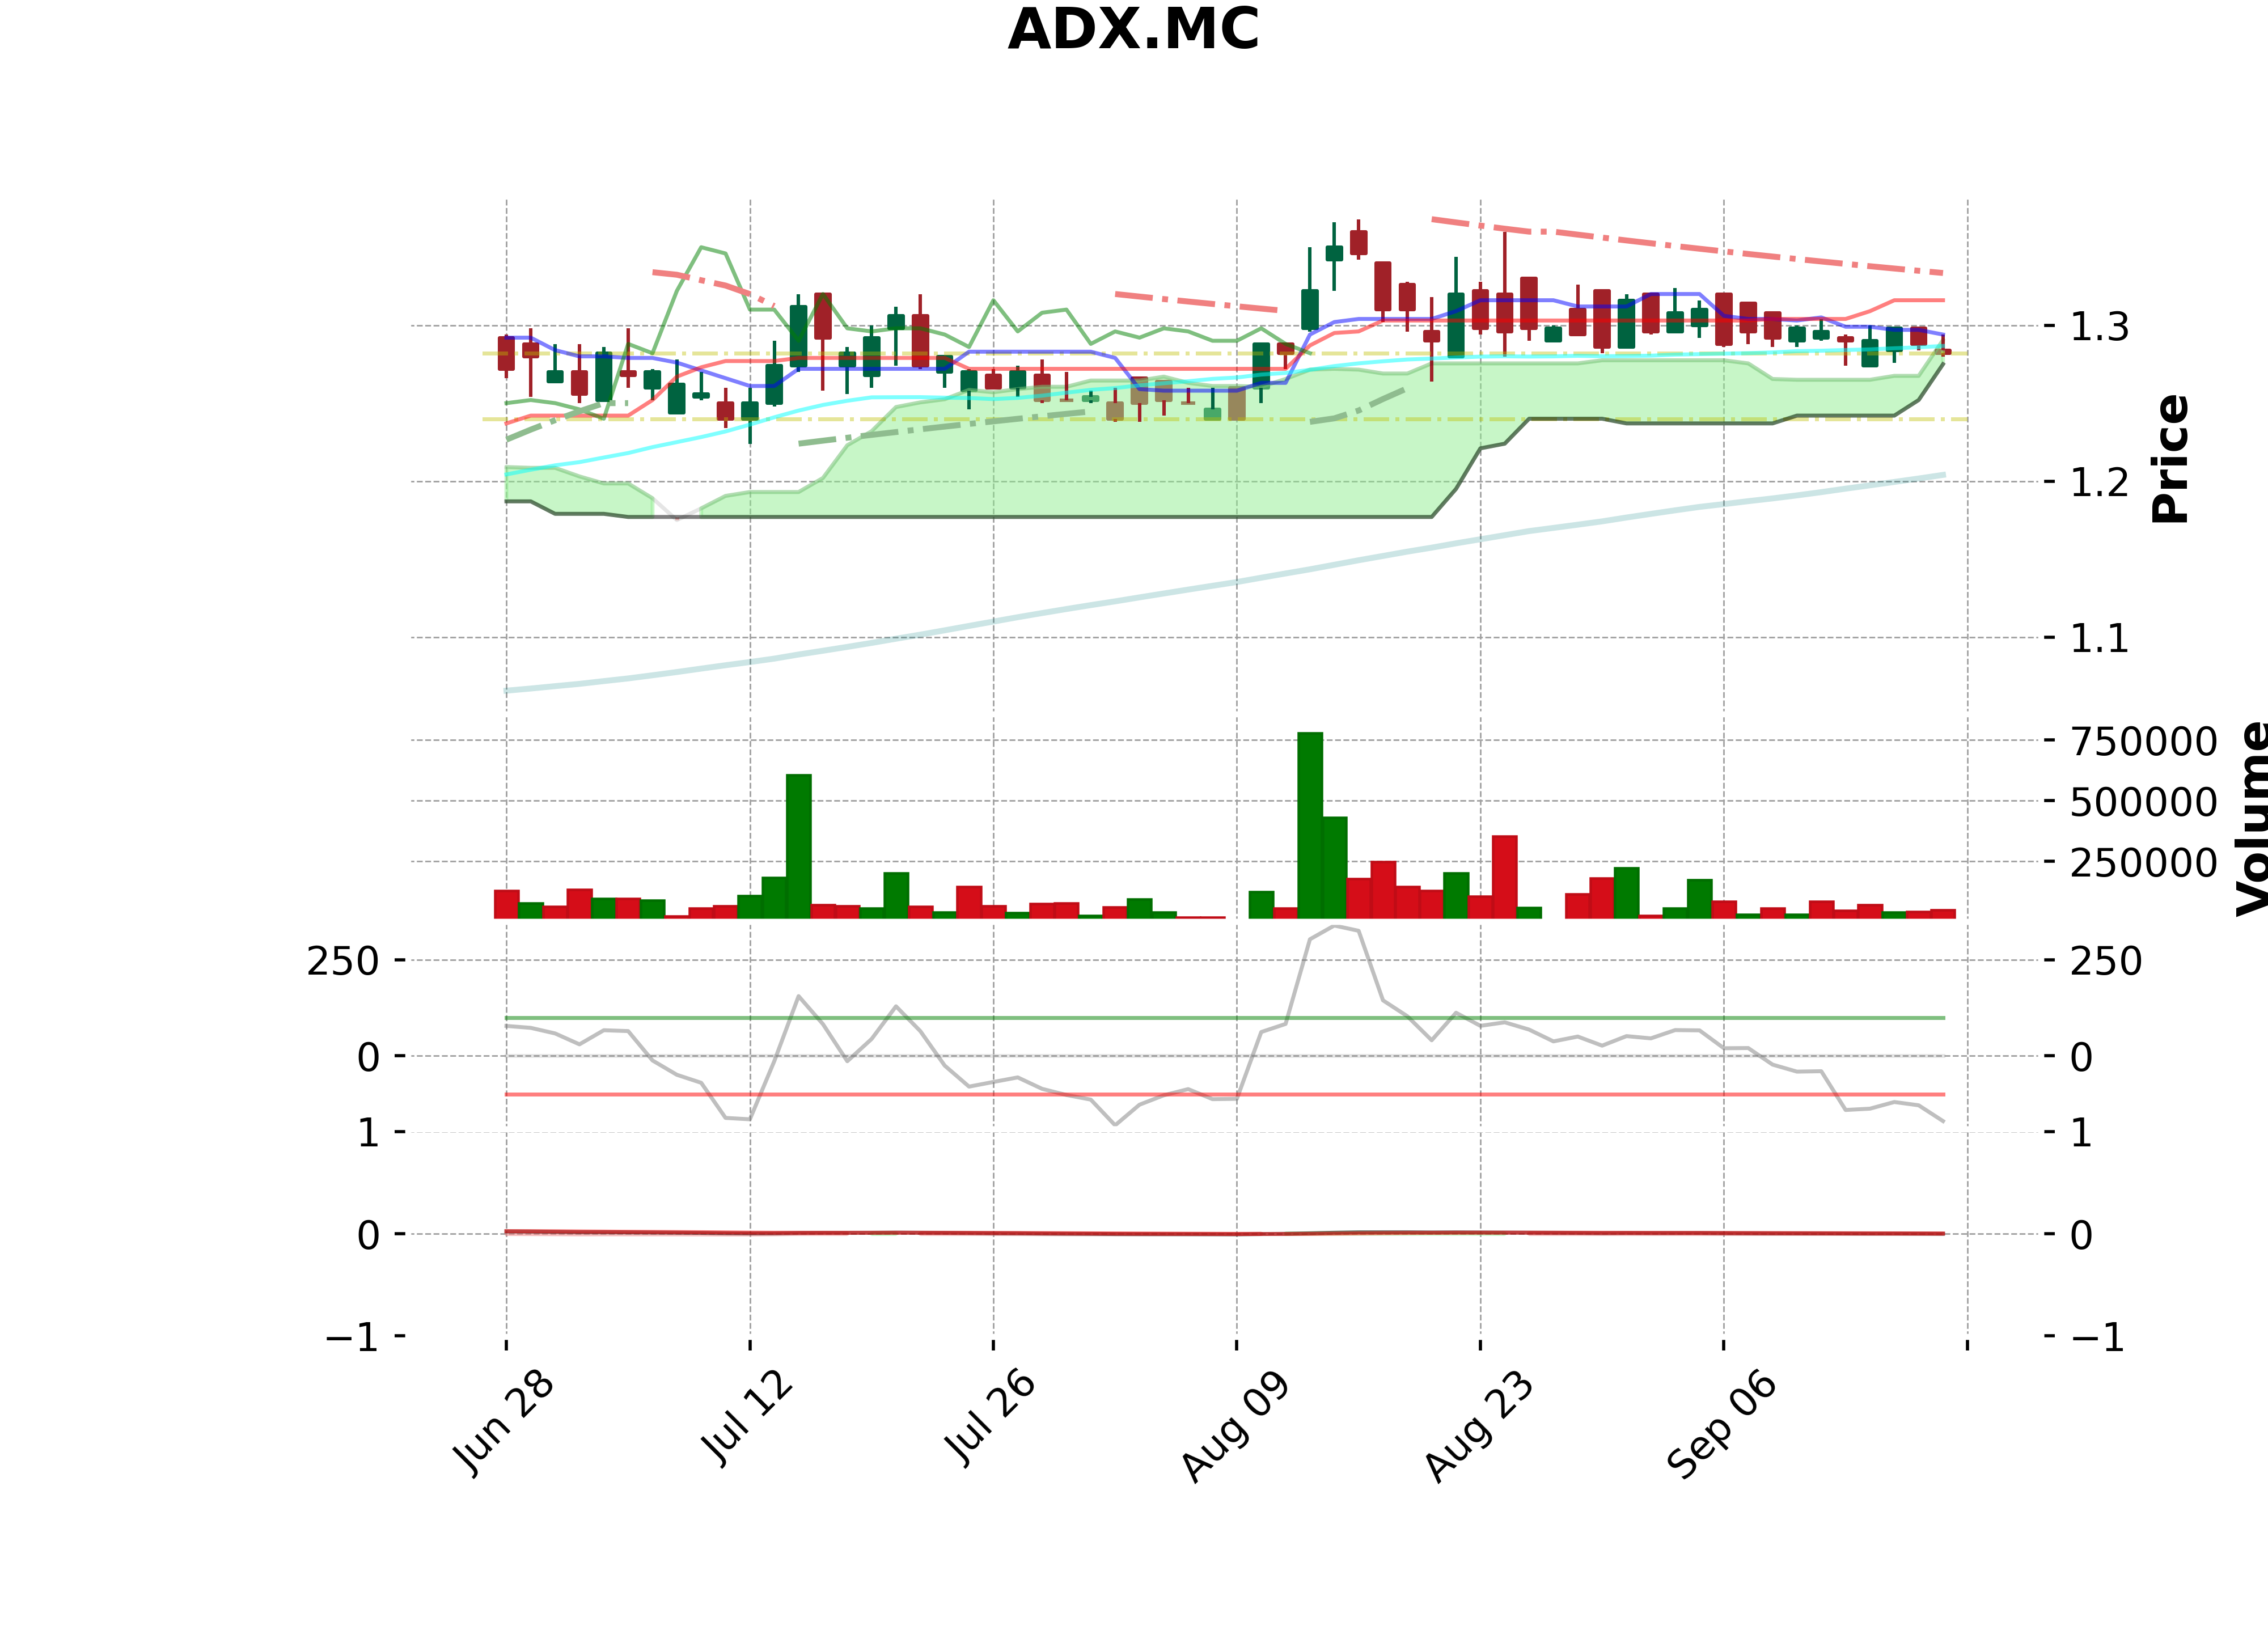 ADX.MC
1.3
1.2
1.1
Price
750000
500000
250000
Volume
250
0
1
0
−1
250
0
1
0
−1
Jun 28
Jul 12
Jul 26
Aug 09
Aug 23
Sep 06